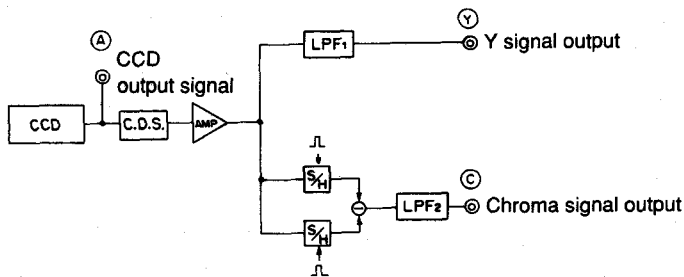 A
CCD
output signal
CCD
C.D.S.
AMP
LPF1
Y
Y signal output
S/H
S/H
LPF2
C
Chroma signal output